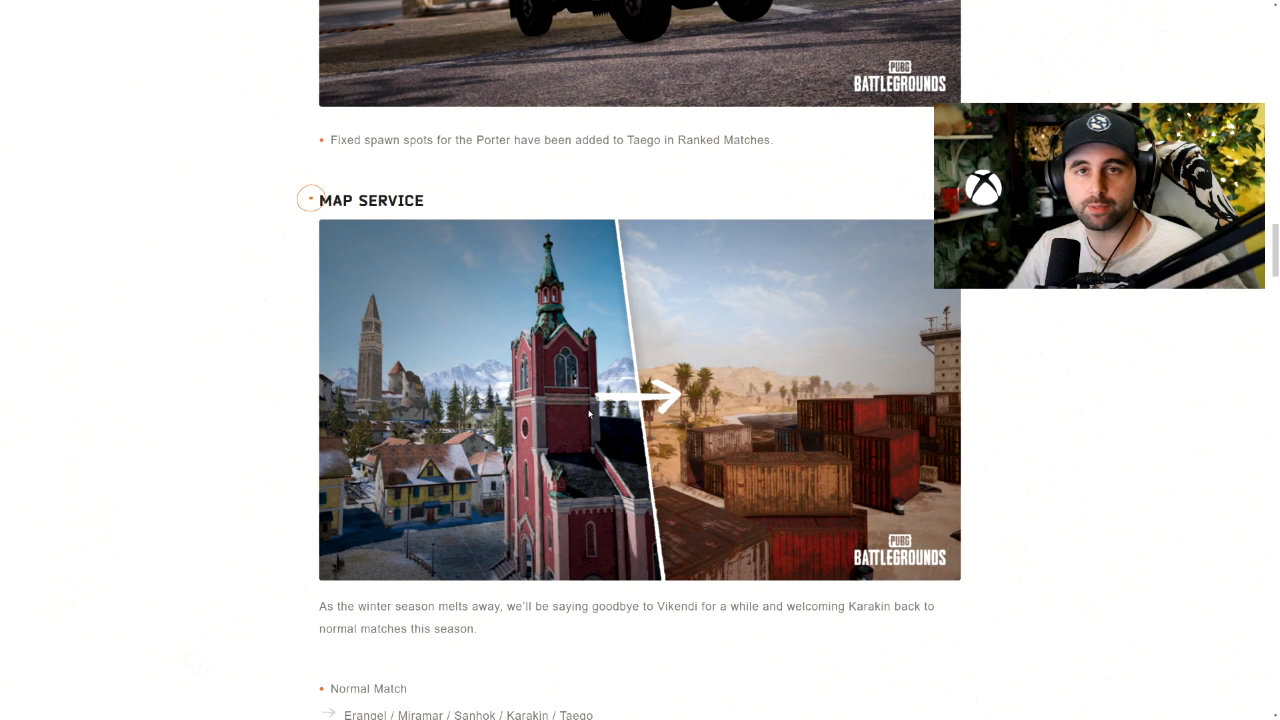 PUBG
BATTLEGROUNDS
Fixed spawn spots for the Porter have been added to Taego in Ranked Matches.
MAP SERVICE
PUBG
BATTLEGROUNDS
As the winter season melts away, we'll be saying goodbye to Vikendi for a while and welcoming Karakin back to
normal matches this season.
Normal Match
Erangel / Miramar / Sanhok / Karakin / Taego